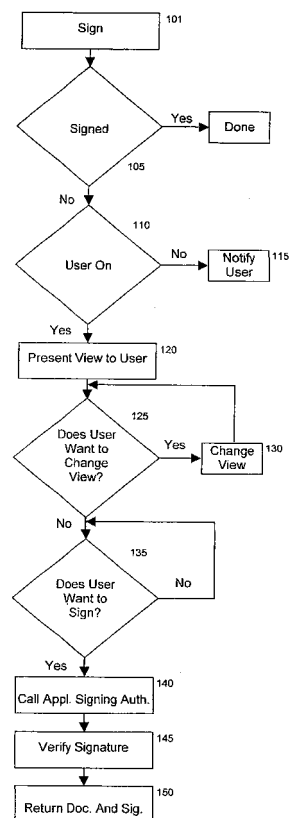 101
Sign
Signed
Yes
Done
105
No
110
User On
No
Notify
User
115
Yes
Present View to User
120
125
Does User
Want to
Change
View?
Yes
Change
View
130
No
135
Does User
Want to
Sign?
No
Yes
140
Call Appl. Signing Auth.
145
Verify Signature
150
Return Doc. And Sig.